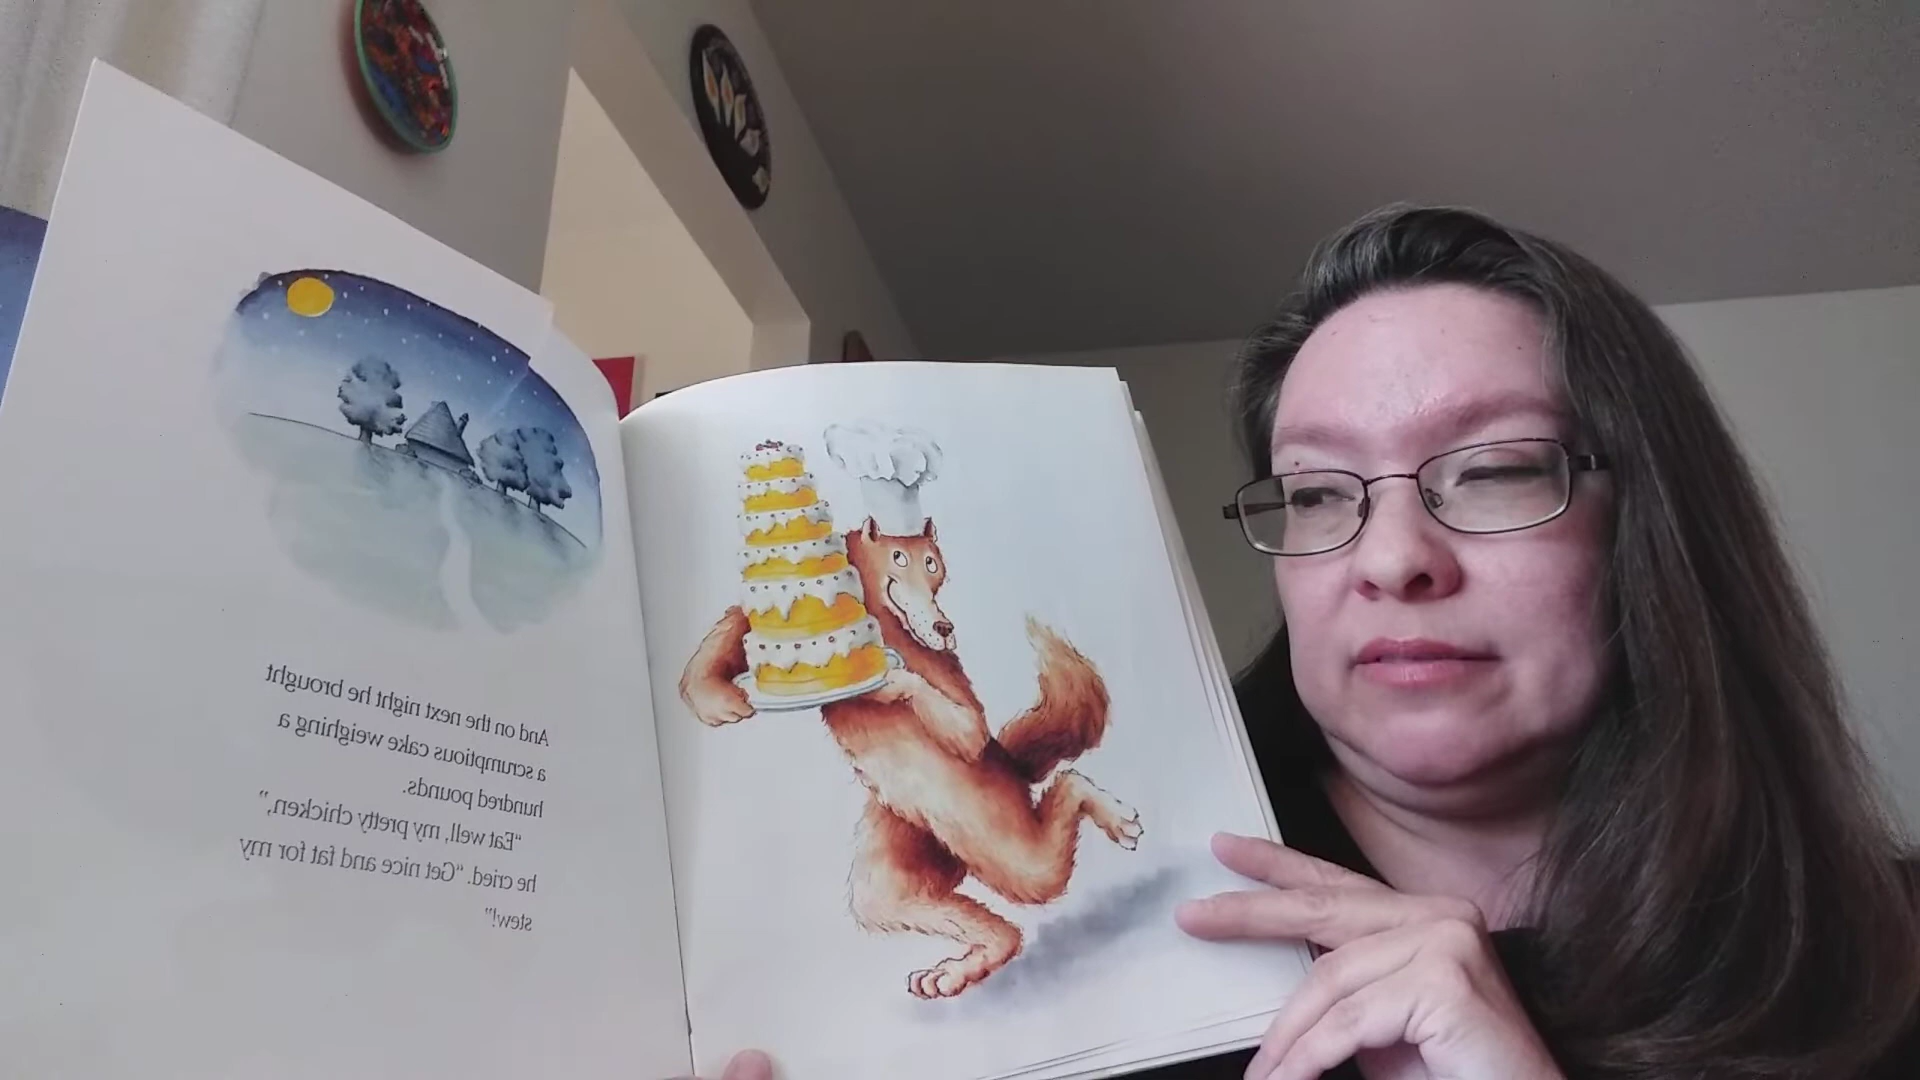 And on the next night he brought
a scrumptious cake weighing a
hundred pounds.
“Eat well, my pretty chicken,”
he cried. “Get nice and fat for my
stew!”